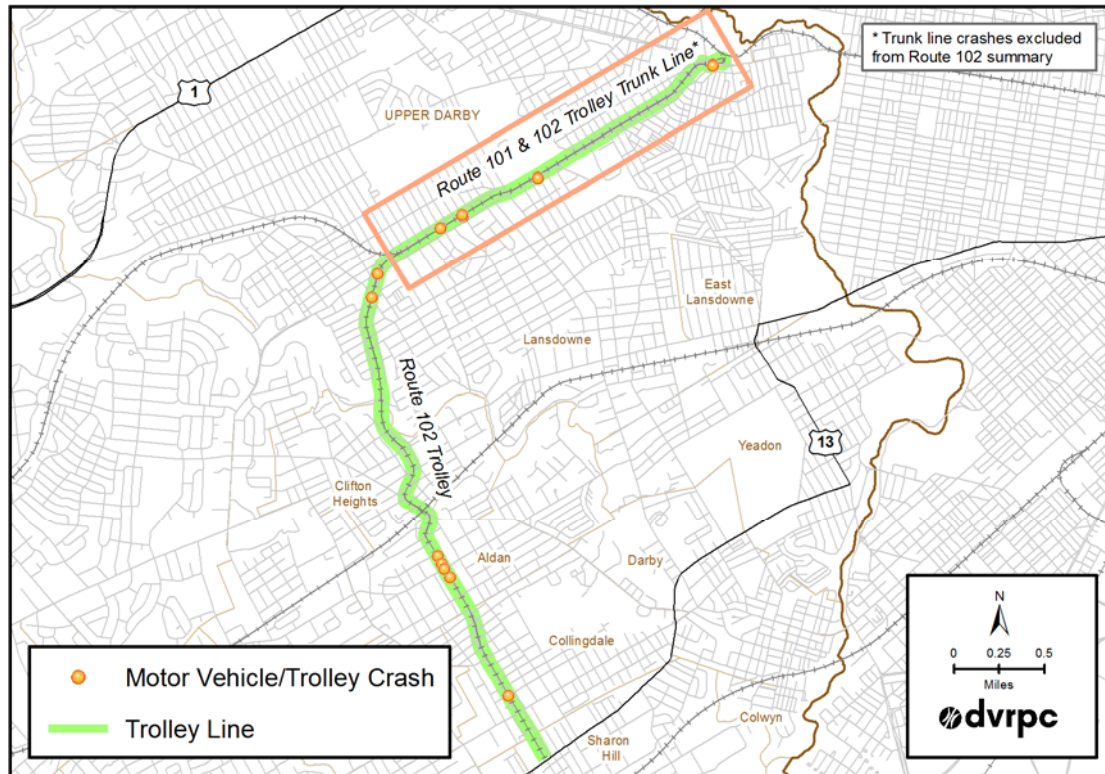 * Trunk line crashes excluded
from Route 102 summary
1
UPPER DARBY
Route 101 & 102 Trolley Trunk Line*
East
Lansdowne
Lansdowne
Route 102 Trolley
Yeadon
13
Clifton
Heights
Aldan
Darby
Collingdale
Colwyn
Sharon
Hill
Motor Vehicle/Trolley Crash
Trolley Line
N
0 0.25 0.5
Miles
dvrpc